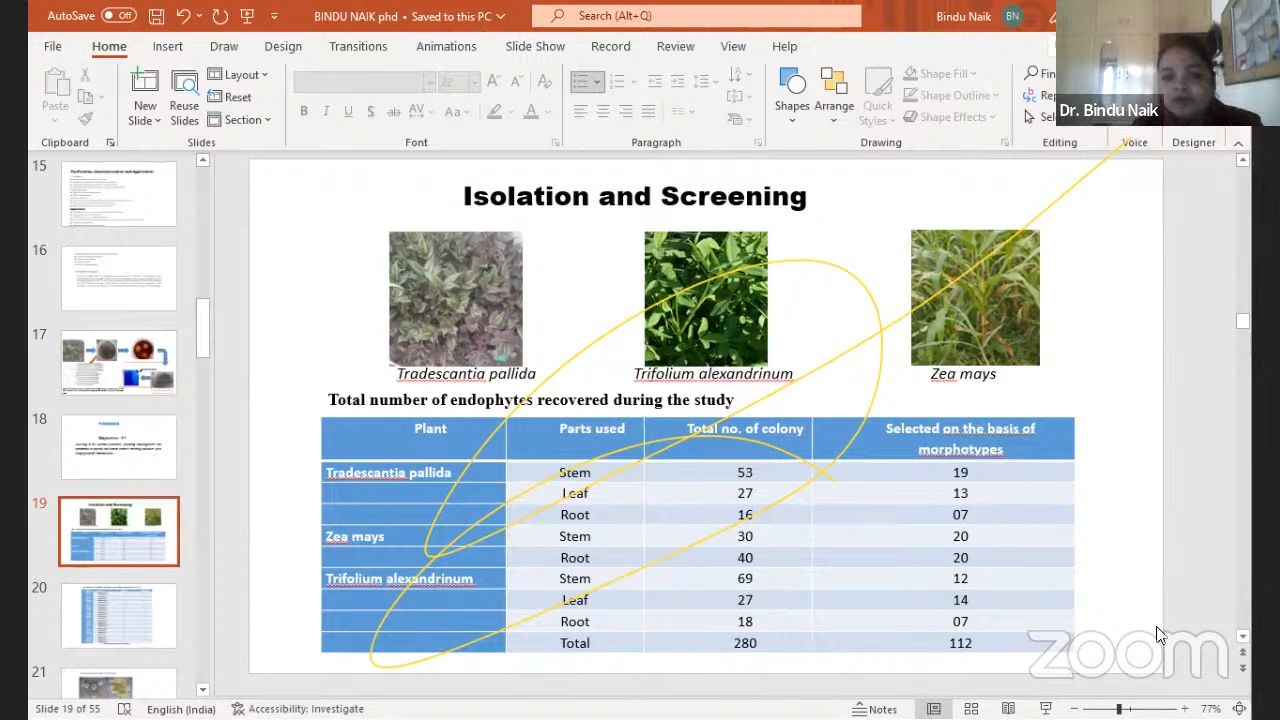 AutoSave Off BINDU NAIK phd • Saved to this PC Search (Alt+Q) Bindu Naik BN
File Home Insert Draw Design Transitions Animations Slide Show Record Review View Help
Paste New Slide Reuse Slides Layout Reset Section 22 Shapes Arrange Quick Styles Shape Fill Shape Outline Shape Effects
Dr. Bindu Naik
Clipboard Slides Font Paragraph Drawing Editing Voice Designer
15
16
17
18
19
20
21
Isolation and Screening
Tradescantia pallida Trifolium alexandrinum Zea mays
Total number of endophytes recovered during the study
Plant Parts used Total no. of colony Selected on the basis of
morphotypes
Tradescantia pallida Stem 53 19
Leaf 27 13
Root 16 07
Zea mays Stem 30 20
Root 40 20
Trifolium alexandrinum Stem 69 12
Leaf 27 14
Root 18 07
Total 280 112
zoom
Slide 19 of 55 English (India) Accessibility: Investigate Notes 77%